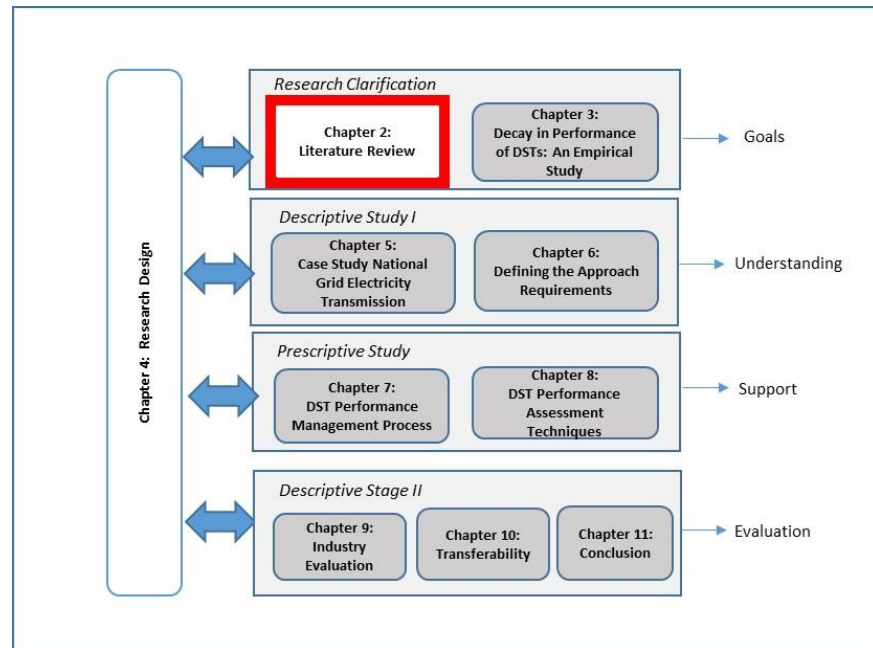 Chapter 4: Research Design
Research Clarification
Chapter 2:
Literature Review
Chapter 3:
Decay in Performance
of DSTs: An Empirical
Study
Goals
Descriptive Study I
Chapter 5:
Case Study National
Grid Electricity
Transmission
Chapter 6:
Defining the Approach
Requirements
Understanding
Prescriptive Study
Chapter 7:
DST Performance
Management Process
Chapter 8:
DST Performance
Assessment
Techniques
Support
Descriptive Stage II
Chapter 9:
Industry
Evaluation
Chapter 10:
Transferability
Chapter 11:
Conclusion
Evaluation